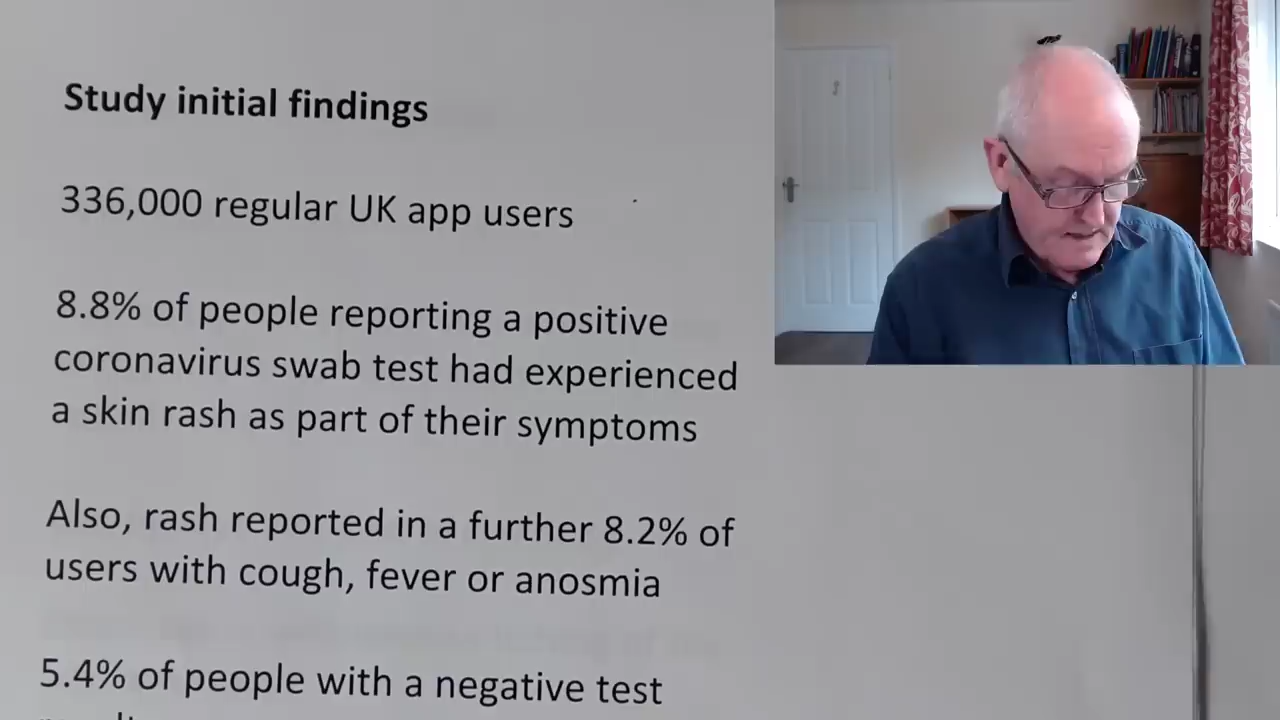 Study initial findings
336,000 regular UK app users
8.8% of people reporting a positive
coronavirus swab test had experienced
a skin rash as part of their symptoms
Also, rash reported in a further 8.2% of
users with cough, fever or anosmia
5.4% of people with a negative test